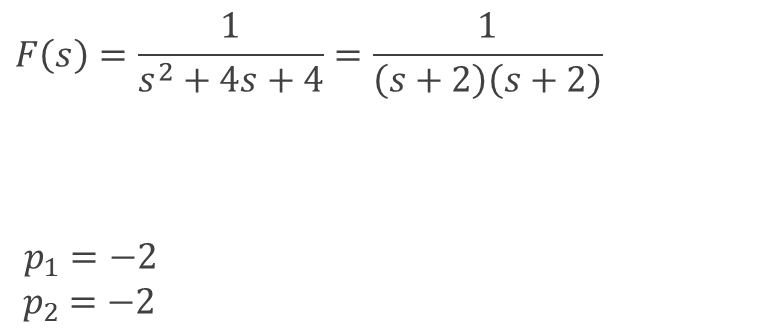 F(s) = 1/(s² + 4s + 4) = 1/((s + 2)(s + 2))
p₁ = −2
p₂ = −2